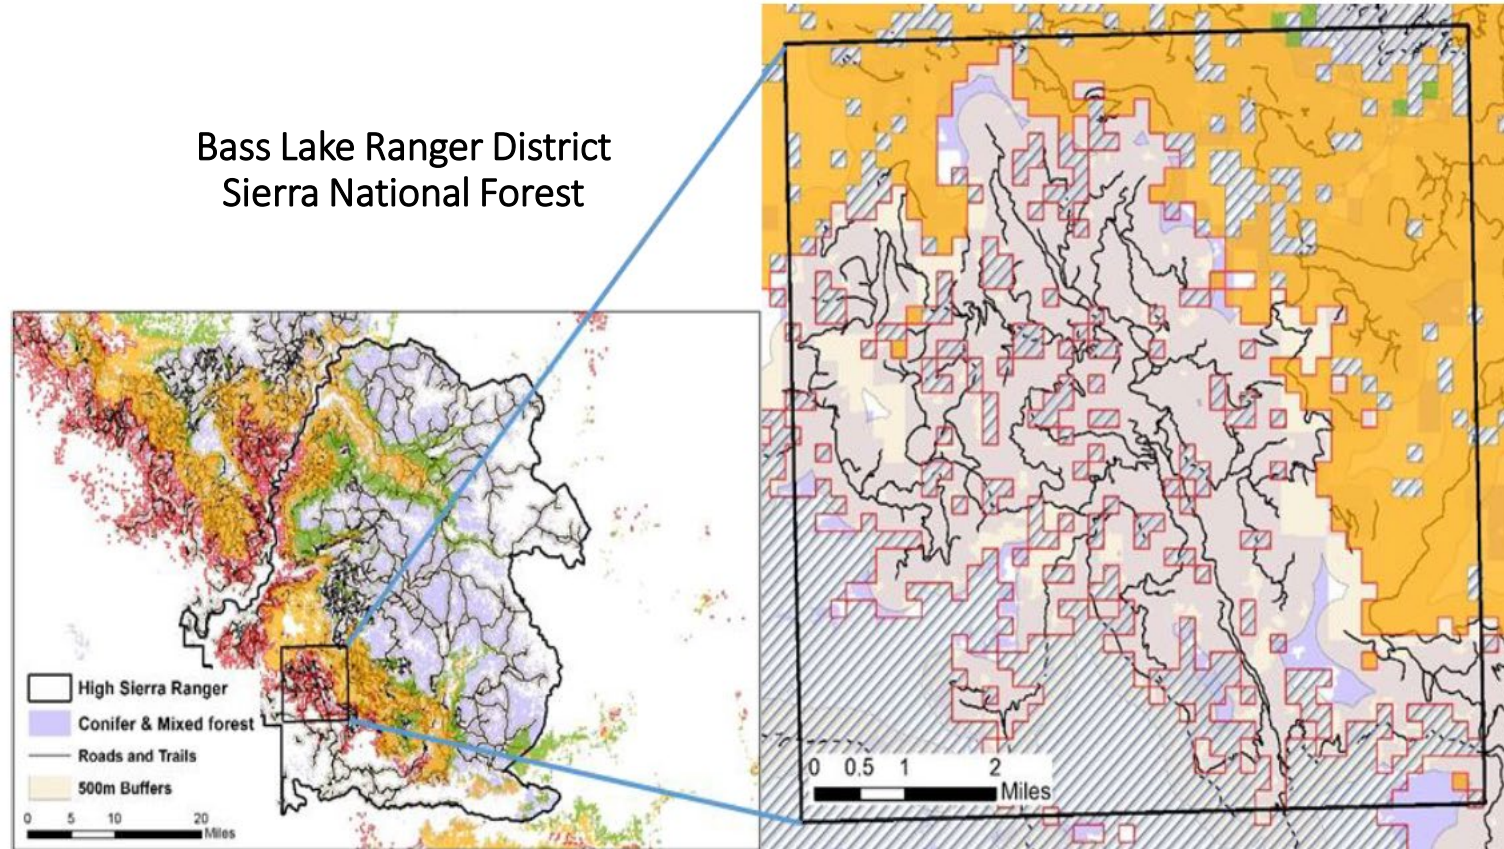 Bass Lake Ranger District
Sierra National Forest
High Sierra Ranger
Conifer & Mixed forest
Roads and Trails
500m Buffers
0 5 10 20
Miles
0 0.5 1 2
Miles